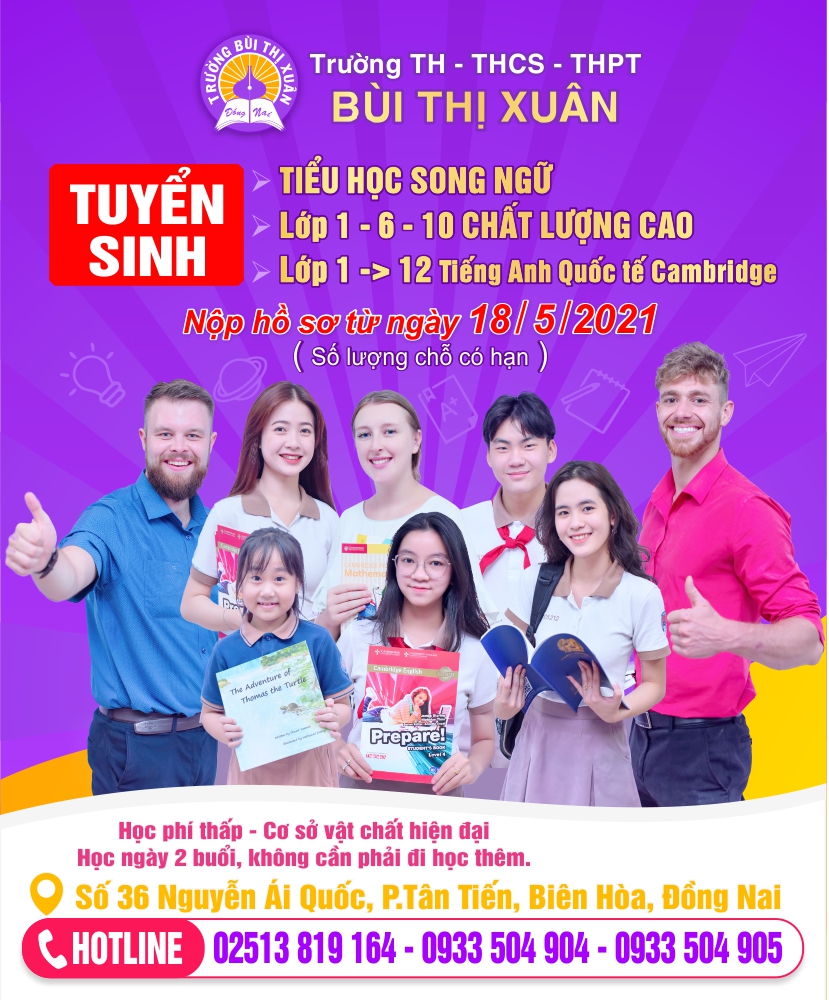 TRƯỜNG BÙI THỊ XUÂN
Đồng Nai
Trường TH - THCS - THPT
BÙI THỊ XUÂN
TUYỂN
SINH
TIỂU HỌC SONG NGỮ
Lớp 1 - 6 - 10 CHẤT LƯỢNG CAO
Lớp 1 -> 12 Tiếng Anh Quốc tế Cambridge
Nộp hồ sơ từ ngày 18/5/2021
( Số lượng chỗ có hạn )
A+
Mathematics
Prepare!
The Adventure of
Thomas the Turtle
Cambridge English
Prepare!
STUDENT'S BOOK
Level 4
Học phí thấp - Cơ sở vật chất hiện đại
Học ngày 2 buổi, không cần phải đi học thêm.
Số 36 Nguyễn Ái Quốc, P.Tân Tiến, Biên Hòa, Đồng Nai
HOTLINE 02513 819 164 - 0933 504 904 - 0933 504 905